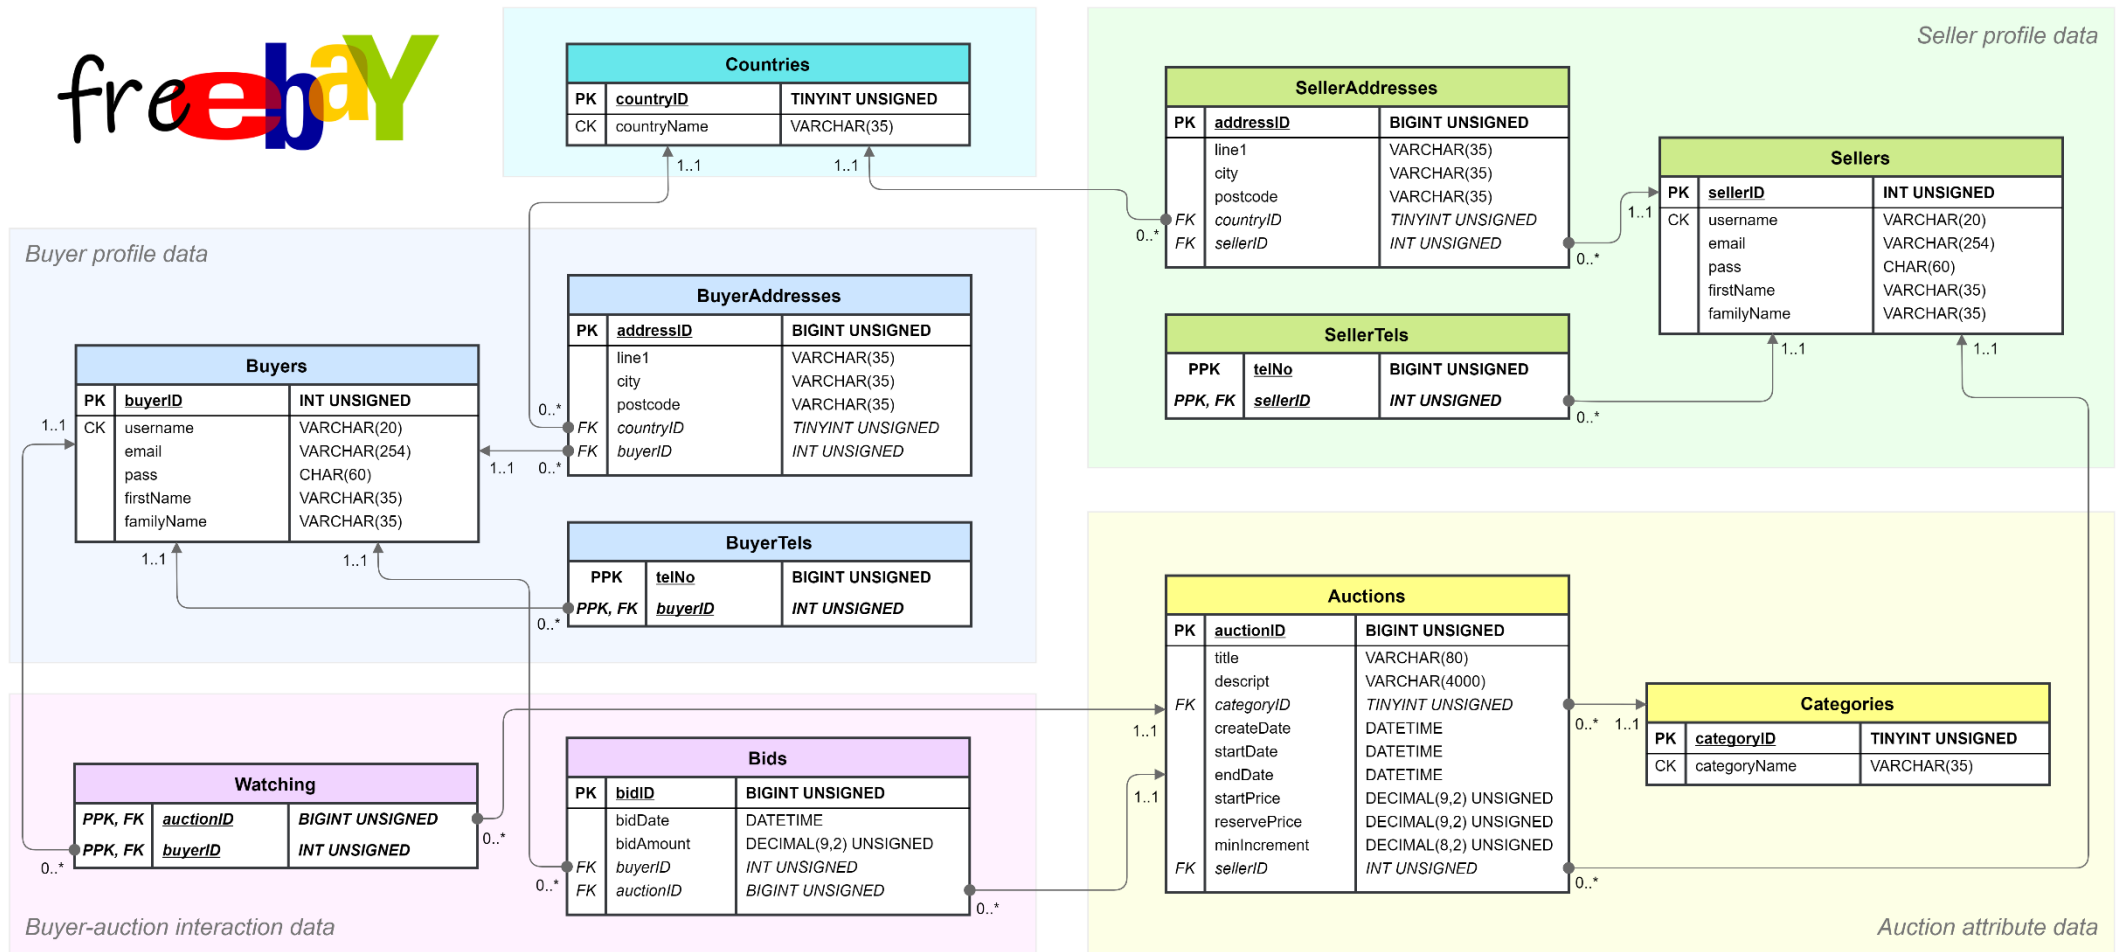 freebaY
Countries
PK countryID TINYINT UNSIGNED
CK countryName VARCHAR(35)
1..1 1..1
Seller profile data
SellerAddresses
PK addressID BIGINT UNSIGNED
line1 VARCHAR(35)
city VARCHAR(35)
postcode VARCHAR(35)
FK countryID TINYINT UNSIGNED
FK sellerID INT UNSIGNED
0..*
0..*
1..1
Sellers
PK sellerID INT UNSIGNED
CK username VARCHAR(20)
email VARCHAR(254)
pass CHAR(60)
firstName VARCHAR(35)
familyName VARCHAR(35)
1..1 1..1
SellerTels
PPK telNo BIGINT UNSIGNED
PPK, FK sellerID INT UNSIGNED
0..*
Buyer profile data
BuyerAddresses
PK addressID BIGINT UNSIGNED
line1 VARCHAR(35)
city VARCHAR(35)
postcode VARCHAR(35)
FK countryID TINYINT UNSIGNED
FK buyerID INT UNSIGNED
0..*
1..1 0..*
Buyers
PK buyerID INT UNSIGNED
CK username VARCHAR(20)
email VARCHAR(254)
pass CHAR(60)
firstName VARCHAR(35)
familyName VARCHAR(35)
1..1
1..1 1..1
BuyerTels
PPK telNo BIGINT UNSIGNED
PPK, FK buyerID INT UNSIGNED
0..*
Watching
PPK, FK auctionID BIGINT UNSIGNED
PPK, FK buyerID INT UNSIGNED
0..*
0..*
Bids
PK bidID BIGINT UNSIGNED
bidDate DATETIME
bidAmount DECIMAL(9,2) UNSIGNED
FK buyerID INT UNSIGNED
FK auctionID BIGINT UNSIGNED
0..*
0..*
Buyer-auction interaction data
Auctions
PK auctionID BIGINT UNSIGNED
title VARCHAR(80)
descript VARCHAR(4000)
FK categoryID TINYINT UNSIGNED
createDate DATETIME
startDate DATETIME
endDate DATETIME
startPrice DECIMAL(9,2) UNSIGNED
reservePrice DECIMAL(9,2) UNSIGNED
minIncrement DECIMAL(8,2) UNSIGNED
FK sellerID INT UNSIGNED
1..1
1..1
0..* 1..1
0..*
Categories
PK categoryID TINYINT UNSIGNED
CK categoryName VARCHAR(35)
Auction attribute data